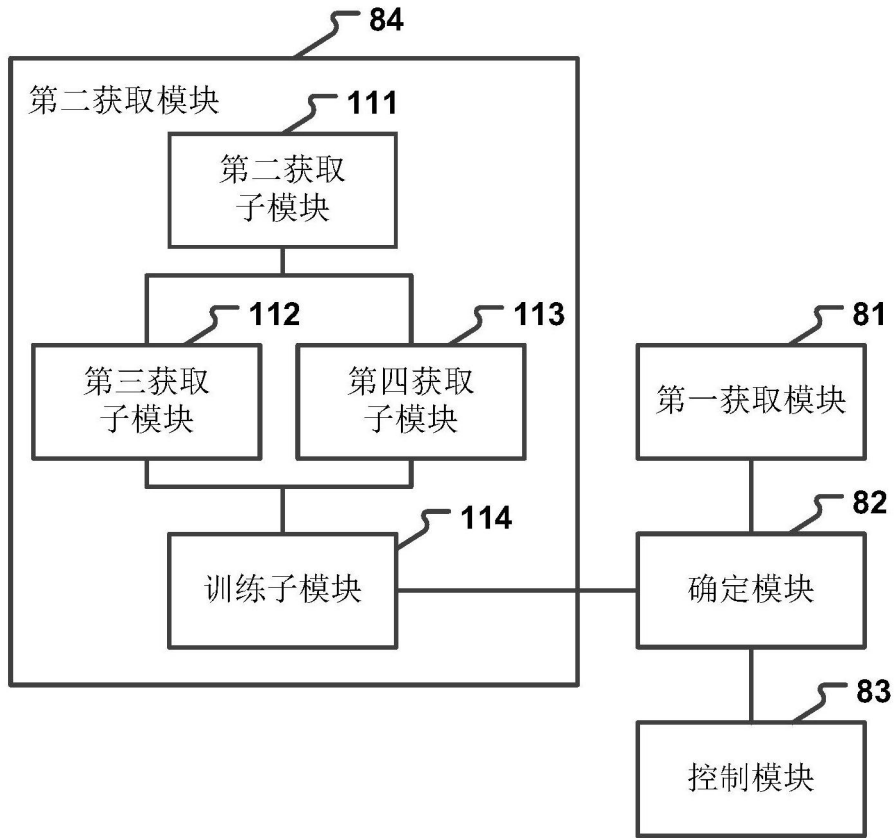 84
第二获取模块
111
第二获取
子模块
112
第三获取
子模块
113
第四获取
子模块
114
训练子模块
81
第一获取模块
82
确定模块
83
控制模块